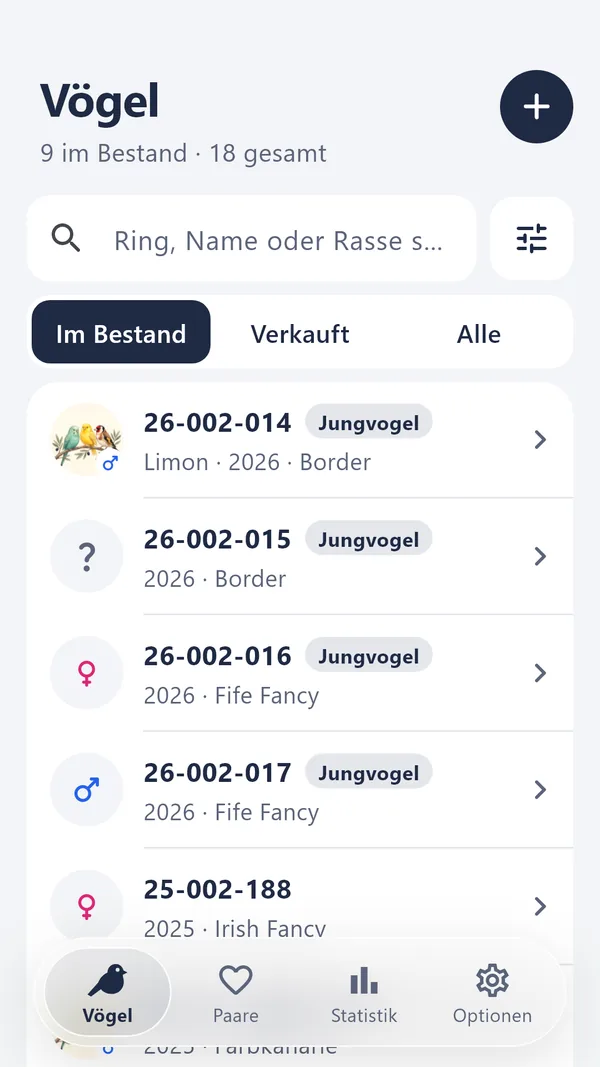 Vögel
9 im Bestand · 18 gesamt
Ring, Name oder Rasse s...
Im Bestand Verkauft Alle
26-002-014 Jungvogel
Limon · 2026 · Border
?
26-002-015 Jungvogel
2026 · Border
26-002-016 Jungvogel
2026 · Fife Fancy
26-002-017 Jungvogel
2026 · Fife Fancy
25-002-188
2025 · Irish Fancy
Vögel Paare Statistik Optionen
2025 · Farbkanarie